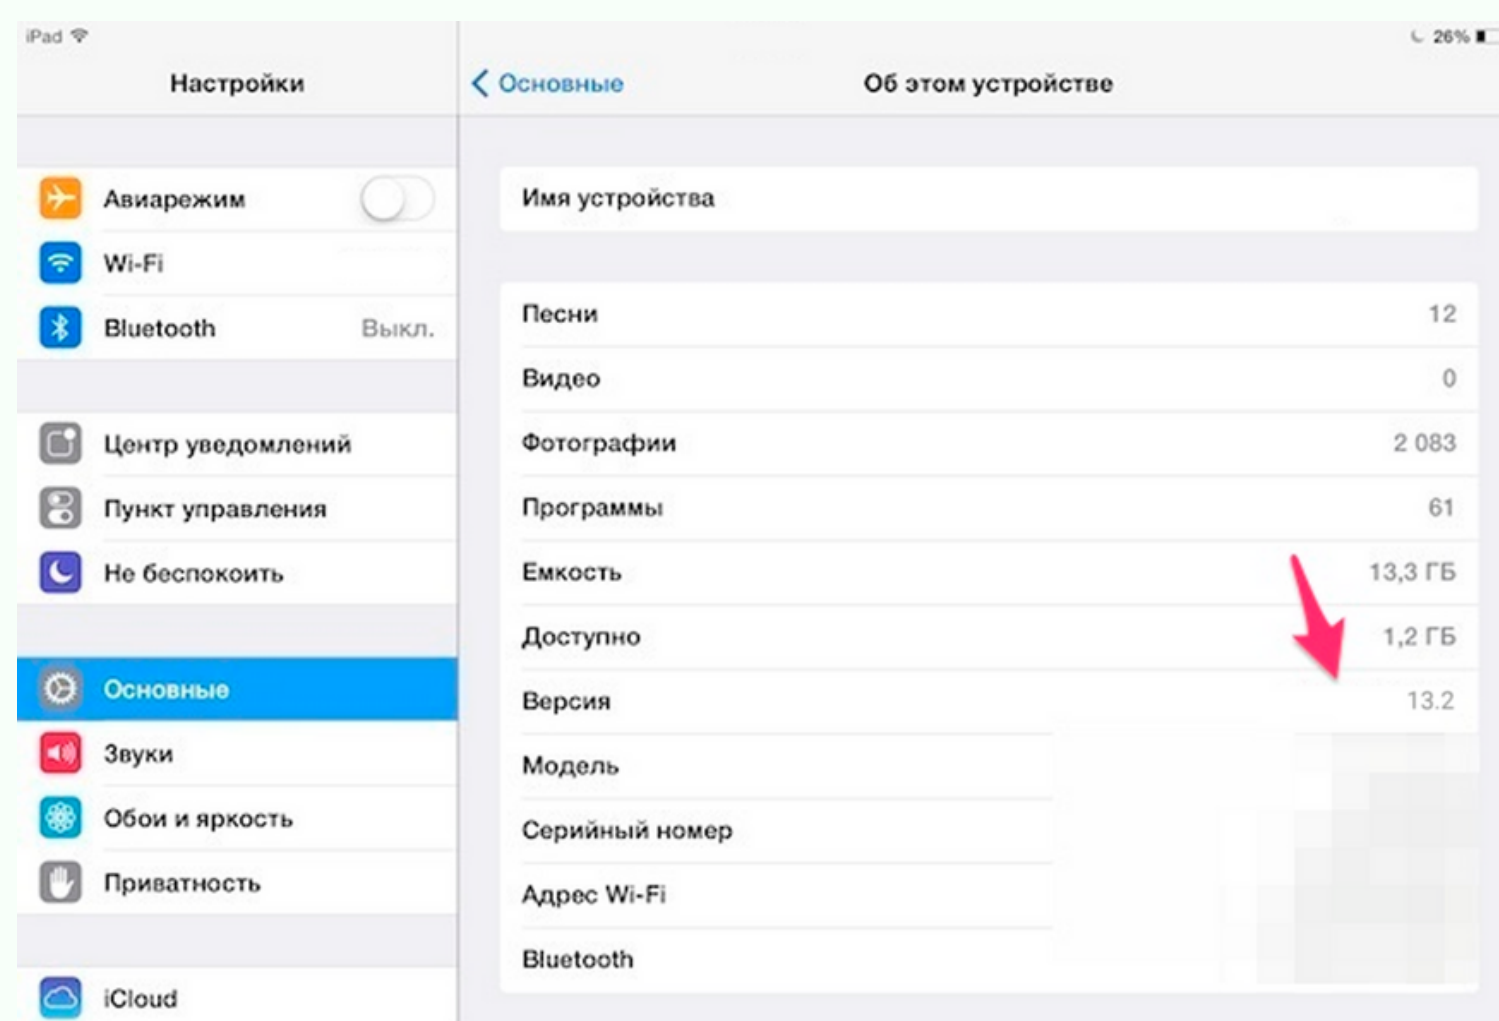 iPad
26%
Настройки
Основные
Об этом устройстве
Авиарежим
Wi-Fi
Bluetooth Выкл.
Центр уведомлений
Пункт управления
Не беспокоить
Основные
Звуки
Обои и яркость
Приватность
iCloud
Имя устройства
Песни 12
Видео 0
Фотографии 2 083
Программы 61
Емкость 13,3 ГБ
Доступно 1,2 ГБ
Версия 13.2
Модель
Серийный номер
Адрес Wi-Fi
Bluetooth